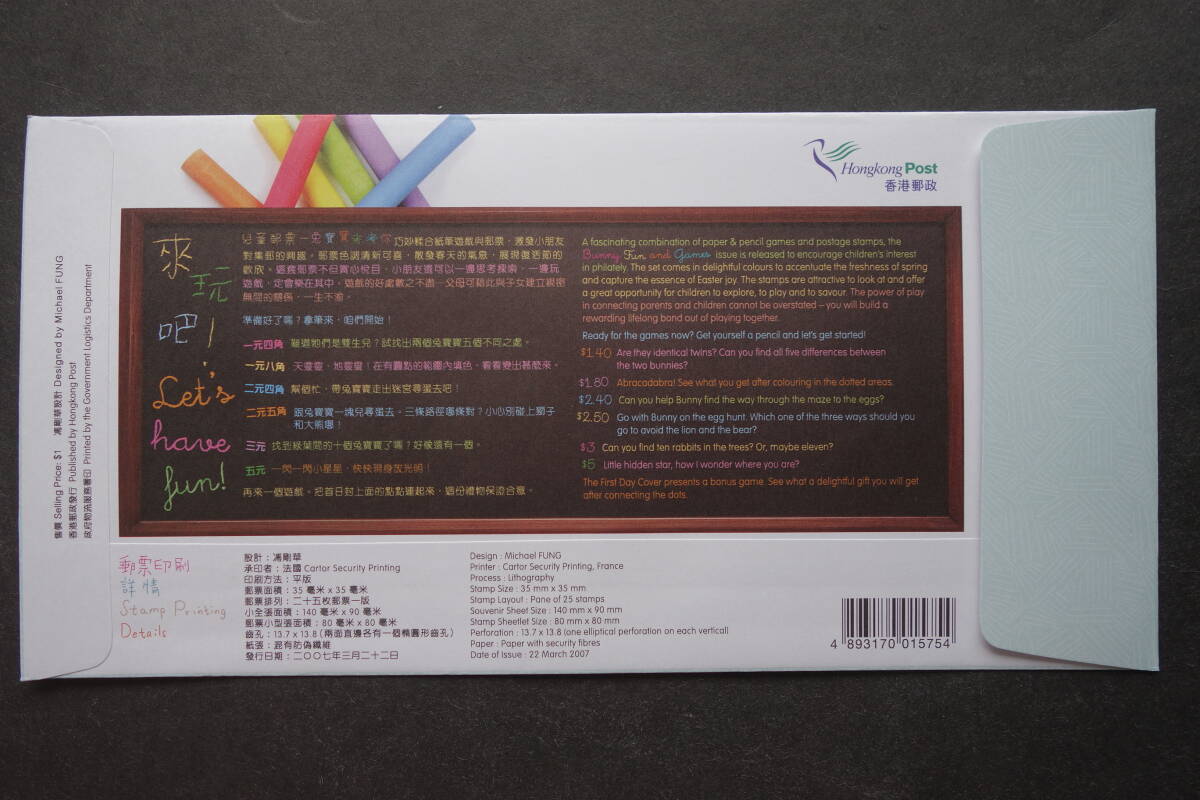 Hongkong Post
香港郵政
來玩吧！
Let's
have
fun!
兒童郵票－兔寶寶考考你巧妙糅合紙筆遊戲與郵票，激發小朋友
對集郵的興趣。郵票色調清新可喜，散發春天的氣息，展現復活節的
歡欣。這套郵票不但賞心悅目，小朋友還可以一邊思考探索，一邊玩
遊戲，定會樂在其中。遊戲的好處數之不盡，父母可藉此與子女建立親密
無間的關係，一生不渝。
準備好了嗎？拿筆來，咱們開始！
一元四角 難道牠們是雙生兒？試找出兩個兔寶寶五個不同之處。
一元八角 天靈靈，地靈靈！在有圓點的範圍內填色，看看變出甚麼來。
二元四角 幫個忙，帶兔寶寶走出迷宮尋蛋去吧！
二元五角 跟兔寶寶一塊兒尋蛋去。三條路徑哪條對？小心別碰上獅子
和大熊哪！
三元 找到綠葉間的十個兔寶寶了嗎？好像還有一個。
五元 一閃一閃小星星，快快現身放光明！
再來一個遊戲。把首日封上面的點點連起來，這份禮物保證合意。
A fascinating combination of paper & pencil games and postage stamps, the
Bunny Fun and Games issue is released to encourage children's interest
in philately. The set comes in delightful colours to accentuate the freshness of spring
and capture the essence of Easter joy. The stamps are attractive to look at and offer
a great opportunity for children to explore, to play and to savour. The power of play
in connecting parents and children cannot be overstated – you will build a
rewarding lifelong bond out of playing together.
Ready for the games now? Get yourself a pencil and let's get started!
$1.40 Are they identical twins? Can you find all five differences between
the two bunnies?
$1.80 Abracadabra! See what you get after colouring in the dotted areas.
$2.40 Can you help Bunny find the way through the maze to the eggs?
$2.50 Go with Bunny on the egg hunt. Which one of the three ways should you
go to avoid the lion and the bear?
$3 Can you find ten rabbits in the trees? Or, maybe eleven?
$5 Little hidden star, how I wonder where you are?
The First Day Cover presents a bonus game. See what a delightful gift you will get
after connecting the dots.
售價 Selling Price: $1 馮剛華設計 Designed by Michael FUNG
香港郵政發行 Published by Hongkong Post
政府物流服務署印 Printed by the Government Logistics Department
郵票印刷
詳情
Stamp Printing
Details
設計：馮剛華
承印者：法國 Cartor Security Printing
印刷方法：平版
郵票面積：35 毫米 x 35 毫米
郵票排列：二十五枚郵票一版
小全張面積：140 毫米 x 90 毫米
郵票小型張面積：80 毫米 x 80 毫米
齒孔：13.7 x 13.8 (兩面直邊各有一個橢圓形齒孔)
紙張：混有防偽纖維
發行日期：二〇〇七年三月二十二日
Design : Michael FUNG
Printer : Cartor Security Printing, France
Process : Lithography
Stamp Size : 35 mm x 35 mm
Stamp Layout : Pane of 25 stamps
Souvenir Sheet Size : 140 mm x 90 mm
Stamp Sheetlet Size : 80 mm x 80 mm
Perforation : 13.7 x 13.8 (one elliptical perforation on each vertical)
Paper : Paper with security fibres
Date of Issue : 22 March 2007
4 893170 015754